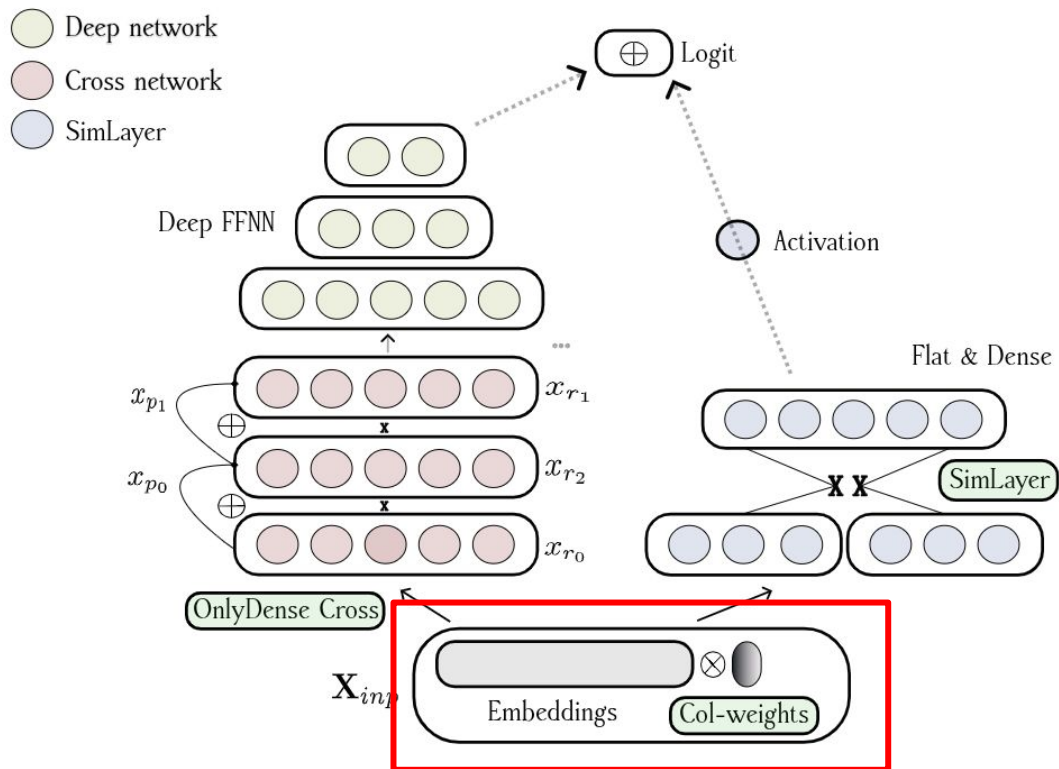 Deep network
Cross network
SimLayer
⊕ Logit
Deep FFNN
Activation
...
Flat & Dense
x_{p_1}
x_{r_1}
⊕ x
x_{p_0}
x_{r_2}
X X
SimLayer
⊕ x
x_{r_0}
OnlyDense Cross
X_{inp}
⊗
Embeddings
Col-weights